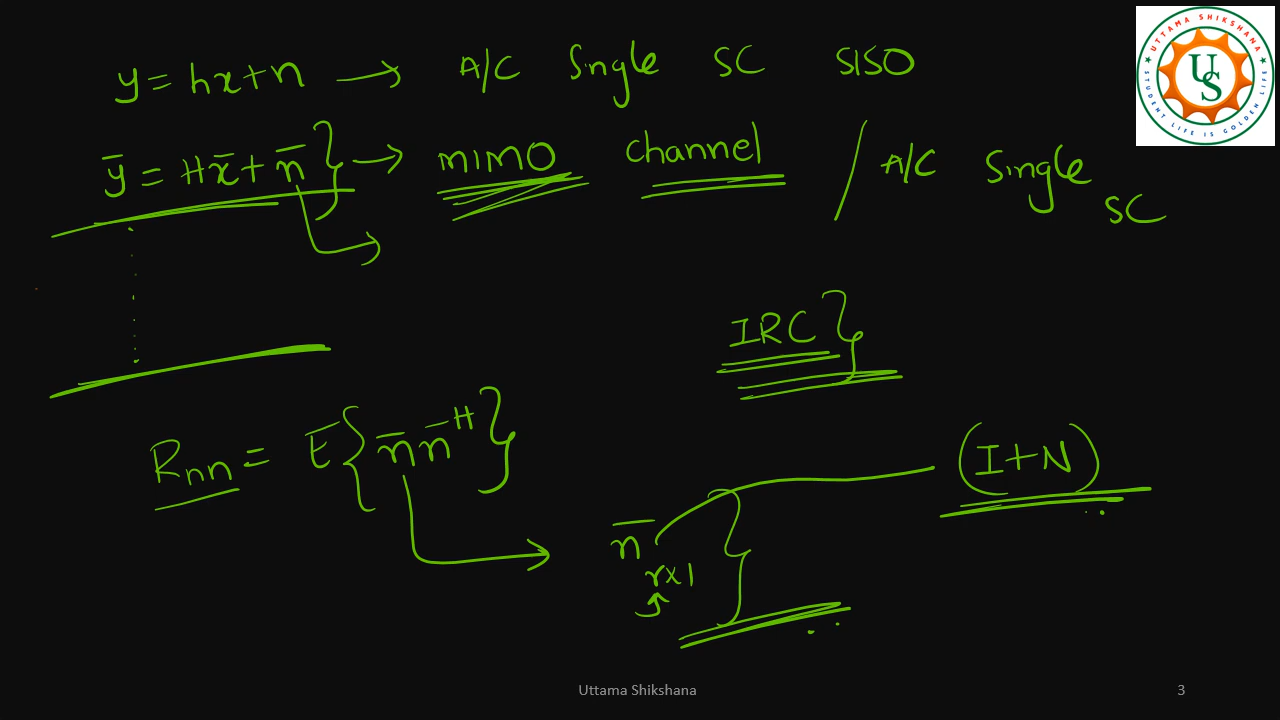 y = hx + n → A/C Single SC SISO
ȳ = Hx̄ + n̄ } → MIMO Channel / A/C Single SC
IRC }
Rnn = E{n̄ n̄^H}
(I+N)
n̄ r×1 }
UTTAMA SHIKSHANA
US
STUDENT LIFE IS GOLDEN LIFE
Uttama Shikshana
3